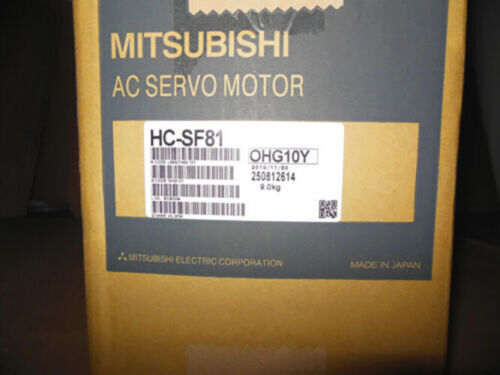 MITSUBISHI
AC SERVO MOTOR
HC-SF81
OHG10Y
250812614
9.0kg
MITSUBISHI ELECTRIC CORPORATION
MADE IN JAPAN